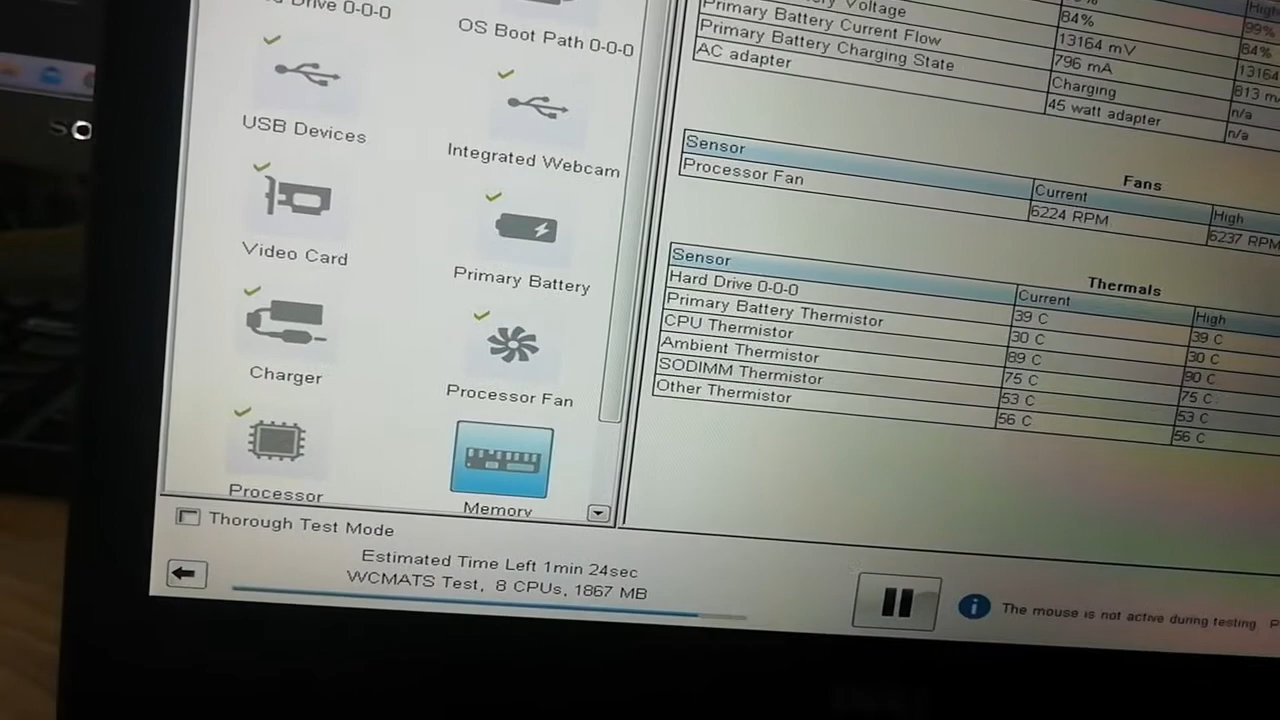 Drive 0-0-0
OS Boot Path 0-0-0
USB Devices
Integrated Webcam
Video Card
Primary Battery
Charger
Processor Fan
Processor
Memory
Thorough Test Mode
Estimated Time Left 1min 24sec
WCMATS Test, 8 CPUs, 1867 MB
Voltage 84% 99%
Primary Battery Current Flow 13164 mV 84%
Primary Battery Charging State 796 mA 13164
AC adapter Charging 813
45 watt adapter n/a
n/a
Fans
Sensor Current High
Processor Fan 6224 RPM 6237 RPM
Thermals
Sensor Current High
Hard Drive 0-0-0 39 C 39 C
Primary Battery Thermistor 30 C 30 C
CPU Thermistor 89 C 90 C
Ambient Thermistor 75 C 75 C
SODIMM Thermistor 53 C 53 C
Other Thermistor 56 C 56 C
The mouse is not active during testing P